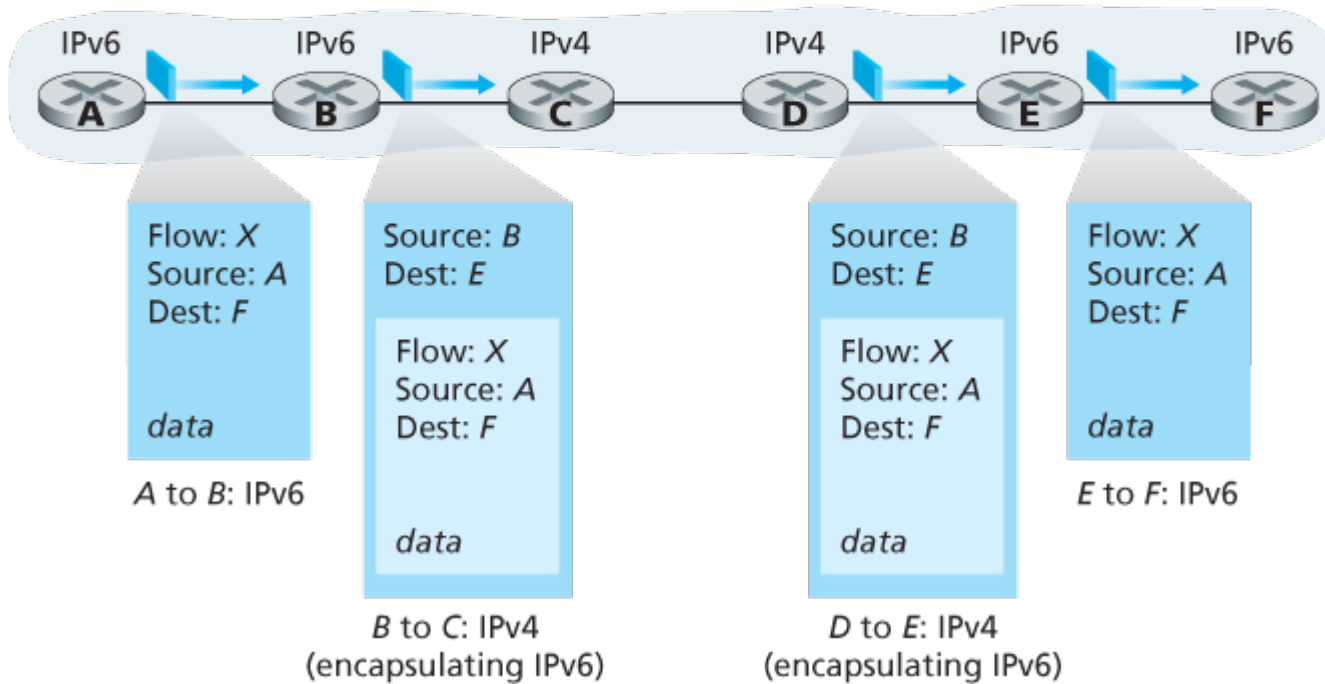 IPv6
IPv6
IPv4
IPv4
IPv6
IPv6
A
B
C
D
E
F
Flow: X
Source: A
Dest: F
data
A to B: IPv6
Source: B
Dest: E
Flow: X
Source: A
Dest: F
data
B to C: IPv4
(encapsulating IPv6)
Source: B
Dest: E
Flow: X
Source: A
Dest: F
data
D to E: IPv4
(encapsulating IPv6)
Flow: X
Source: A
Dest: F
data
E to F: IPv6